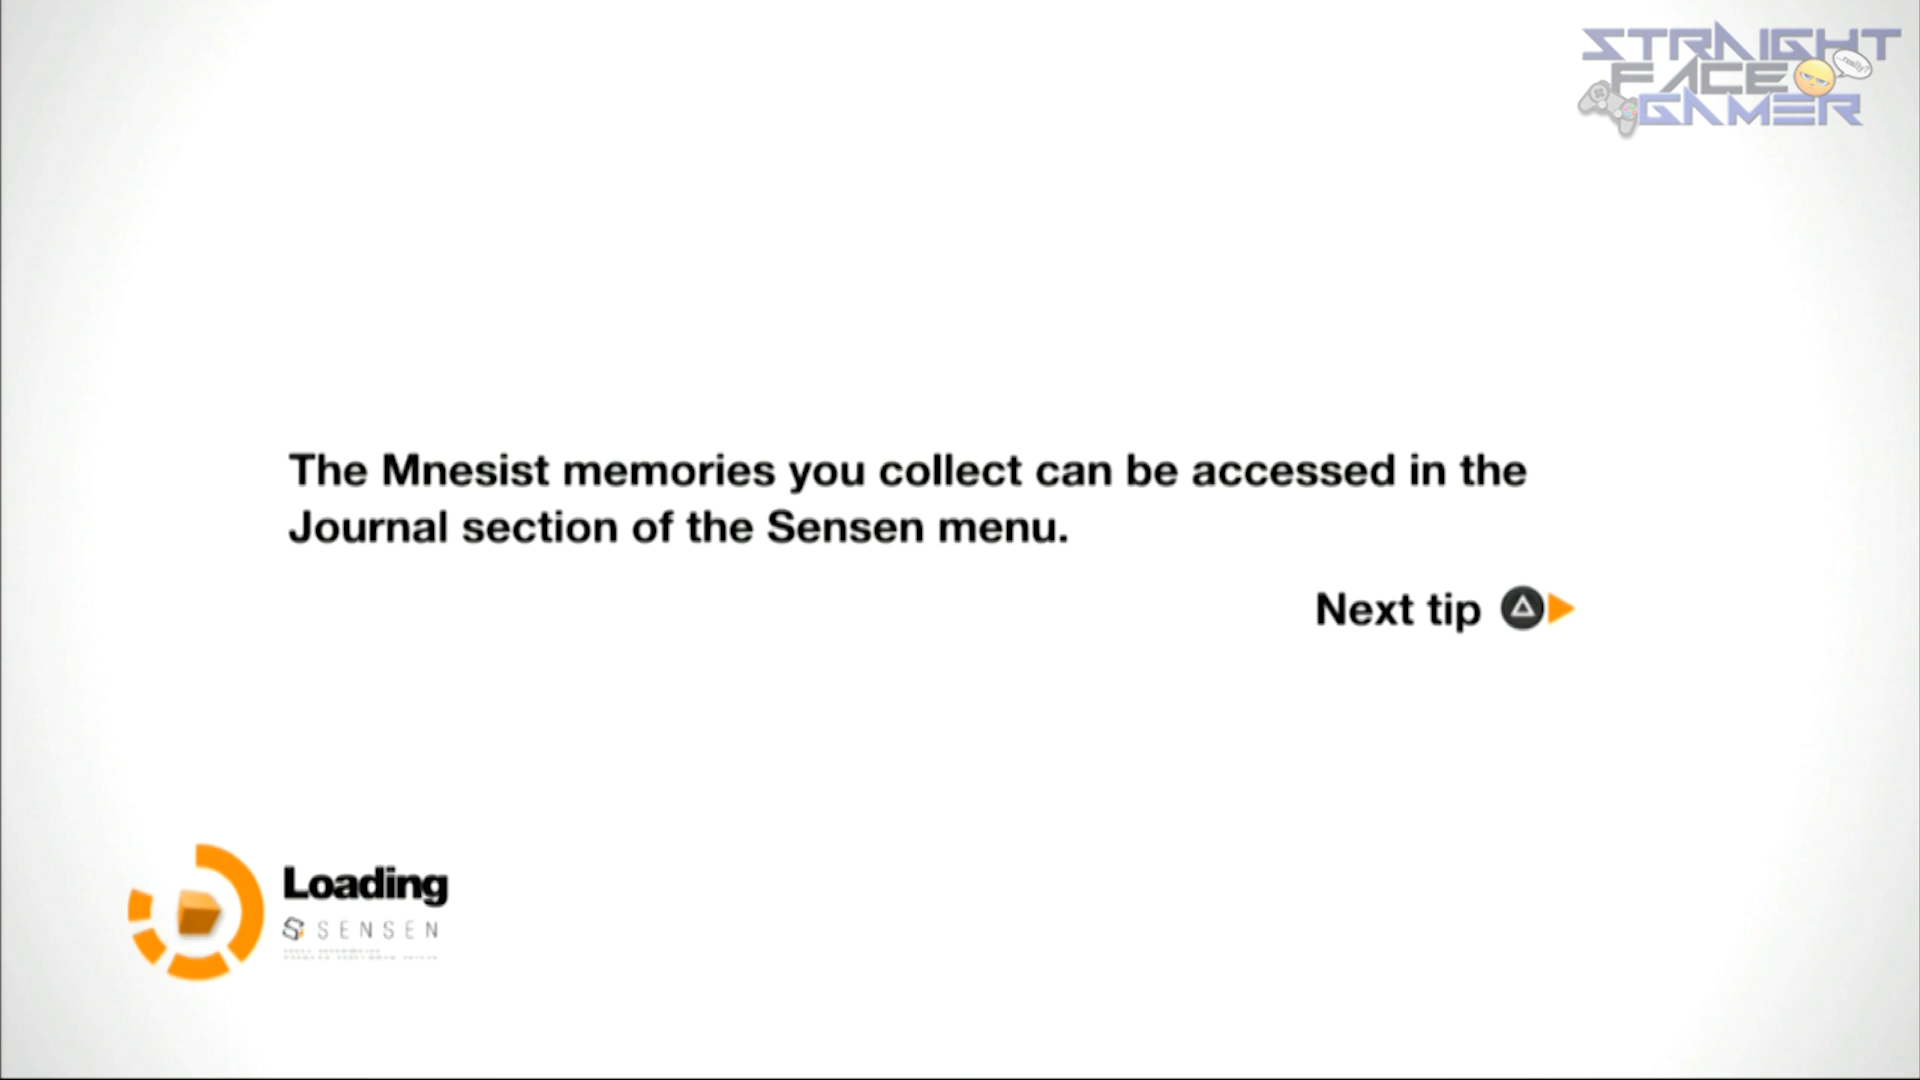 STRAIGHT
FACE
...really?
GAMER
The Mnesist memories you collect can be accessed in the
Journal section of the Sensen menu.
Next tip
Loading
SENSEN